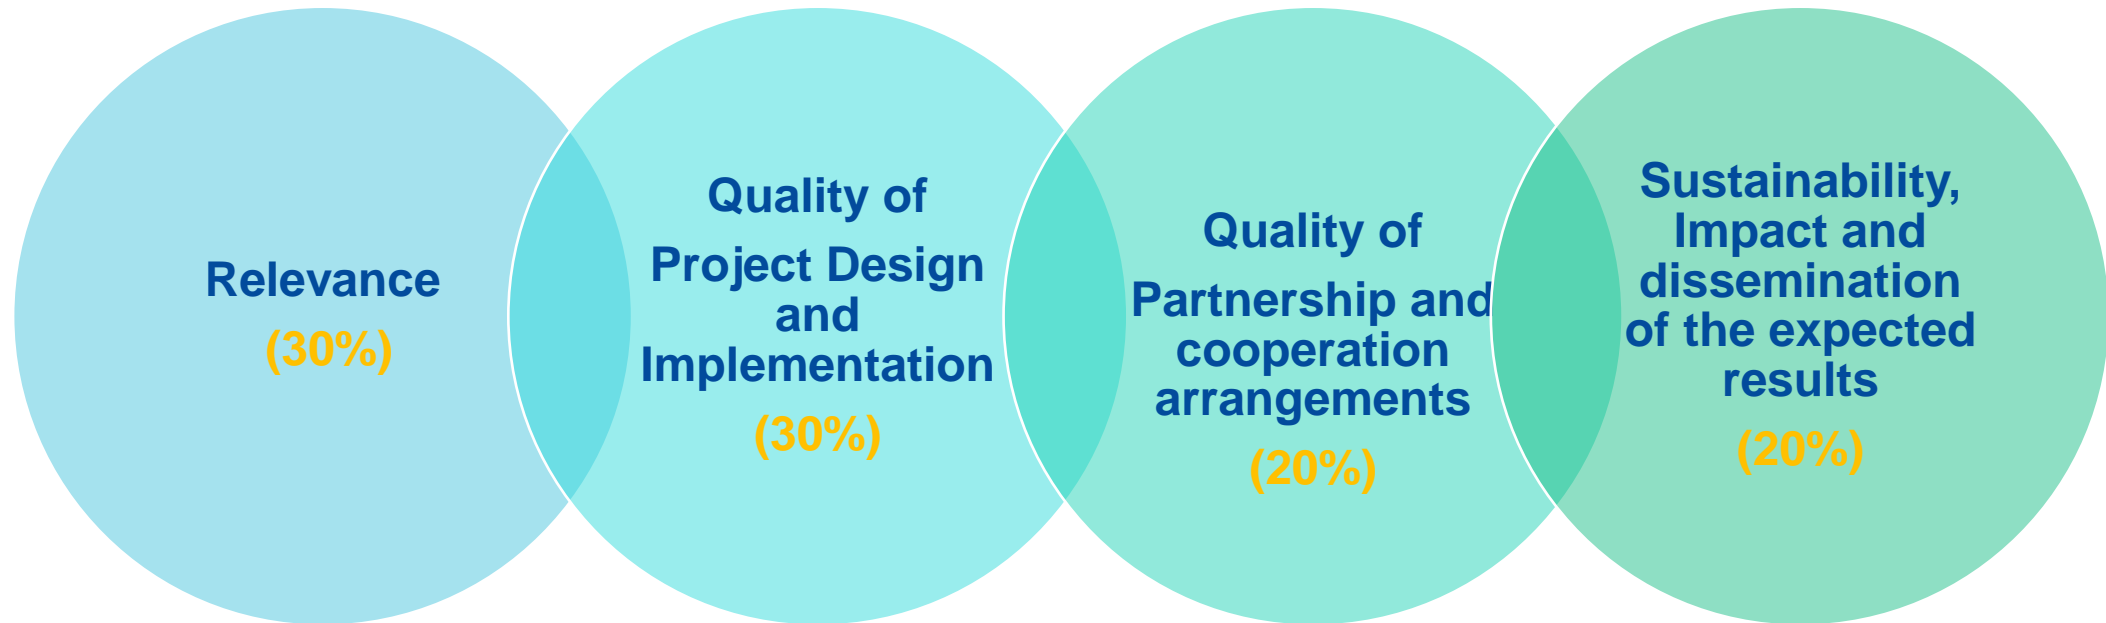 Relevance
(30%)
Quality of
Project Design
and
Implementation
(30%)
Quality of
Partnership and
cooperation
arrangements
(20%)
Sustainability,
Impact and
dissemination
of the expected
results
(20%)